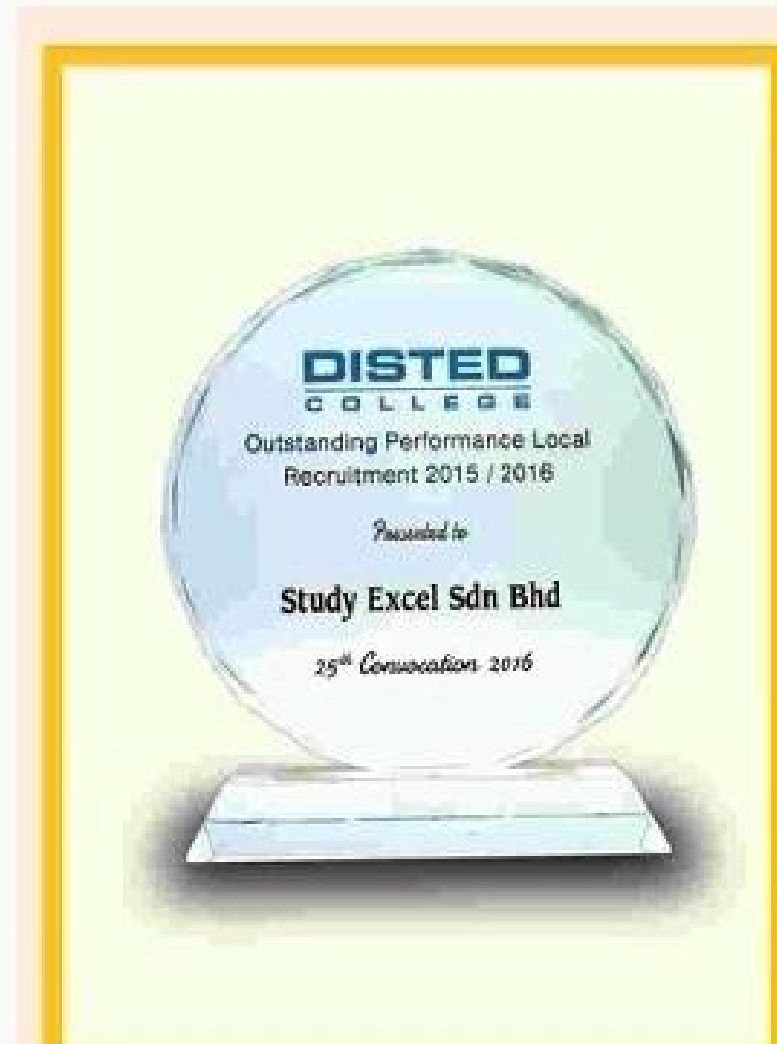 DISTED
COLLEGE
Outstanding Performance Local
Recruitment 2015 / 2016
Presented to
Study Excel Sdn Bhd
25th Convocation 2016